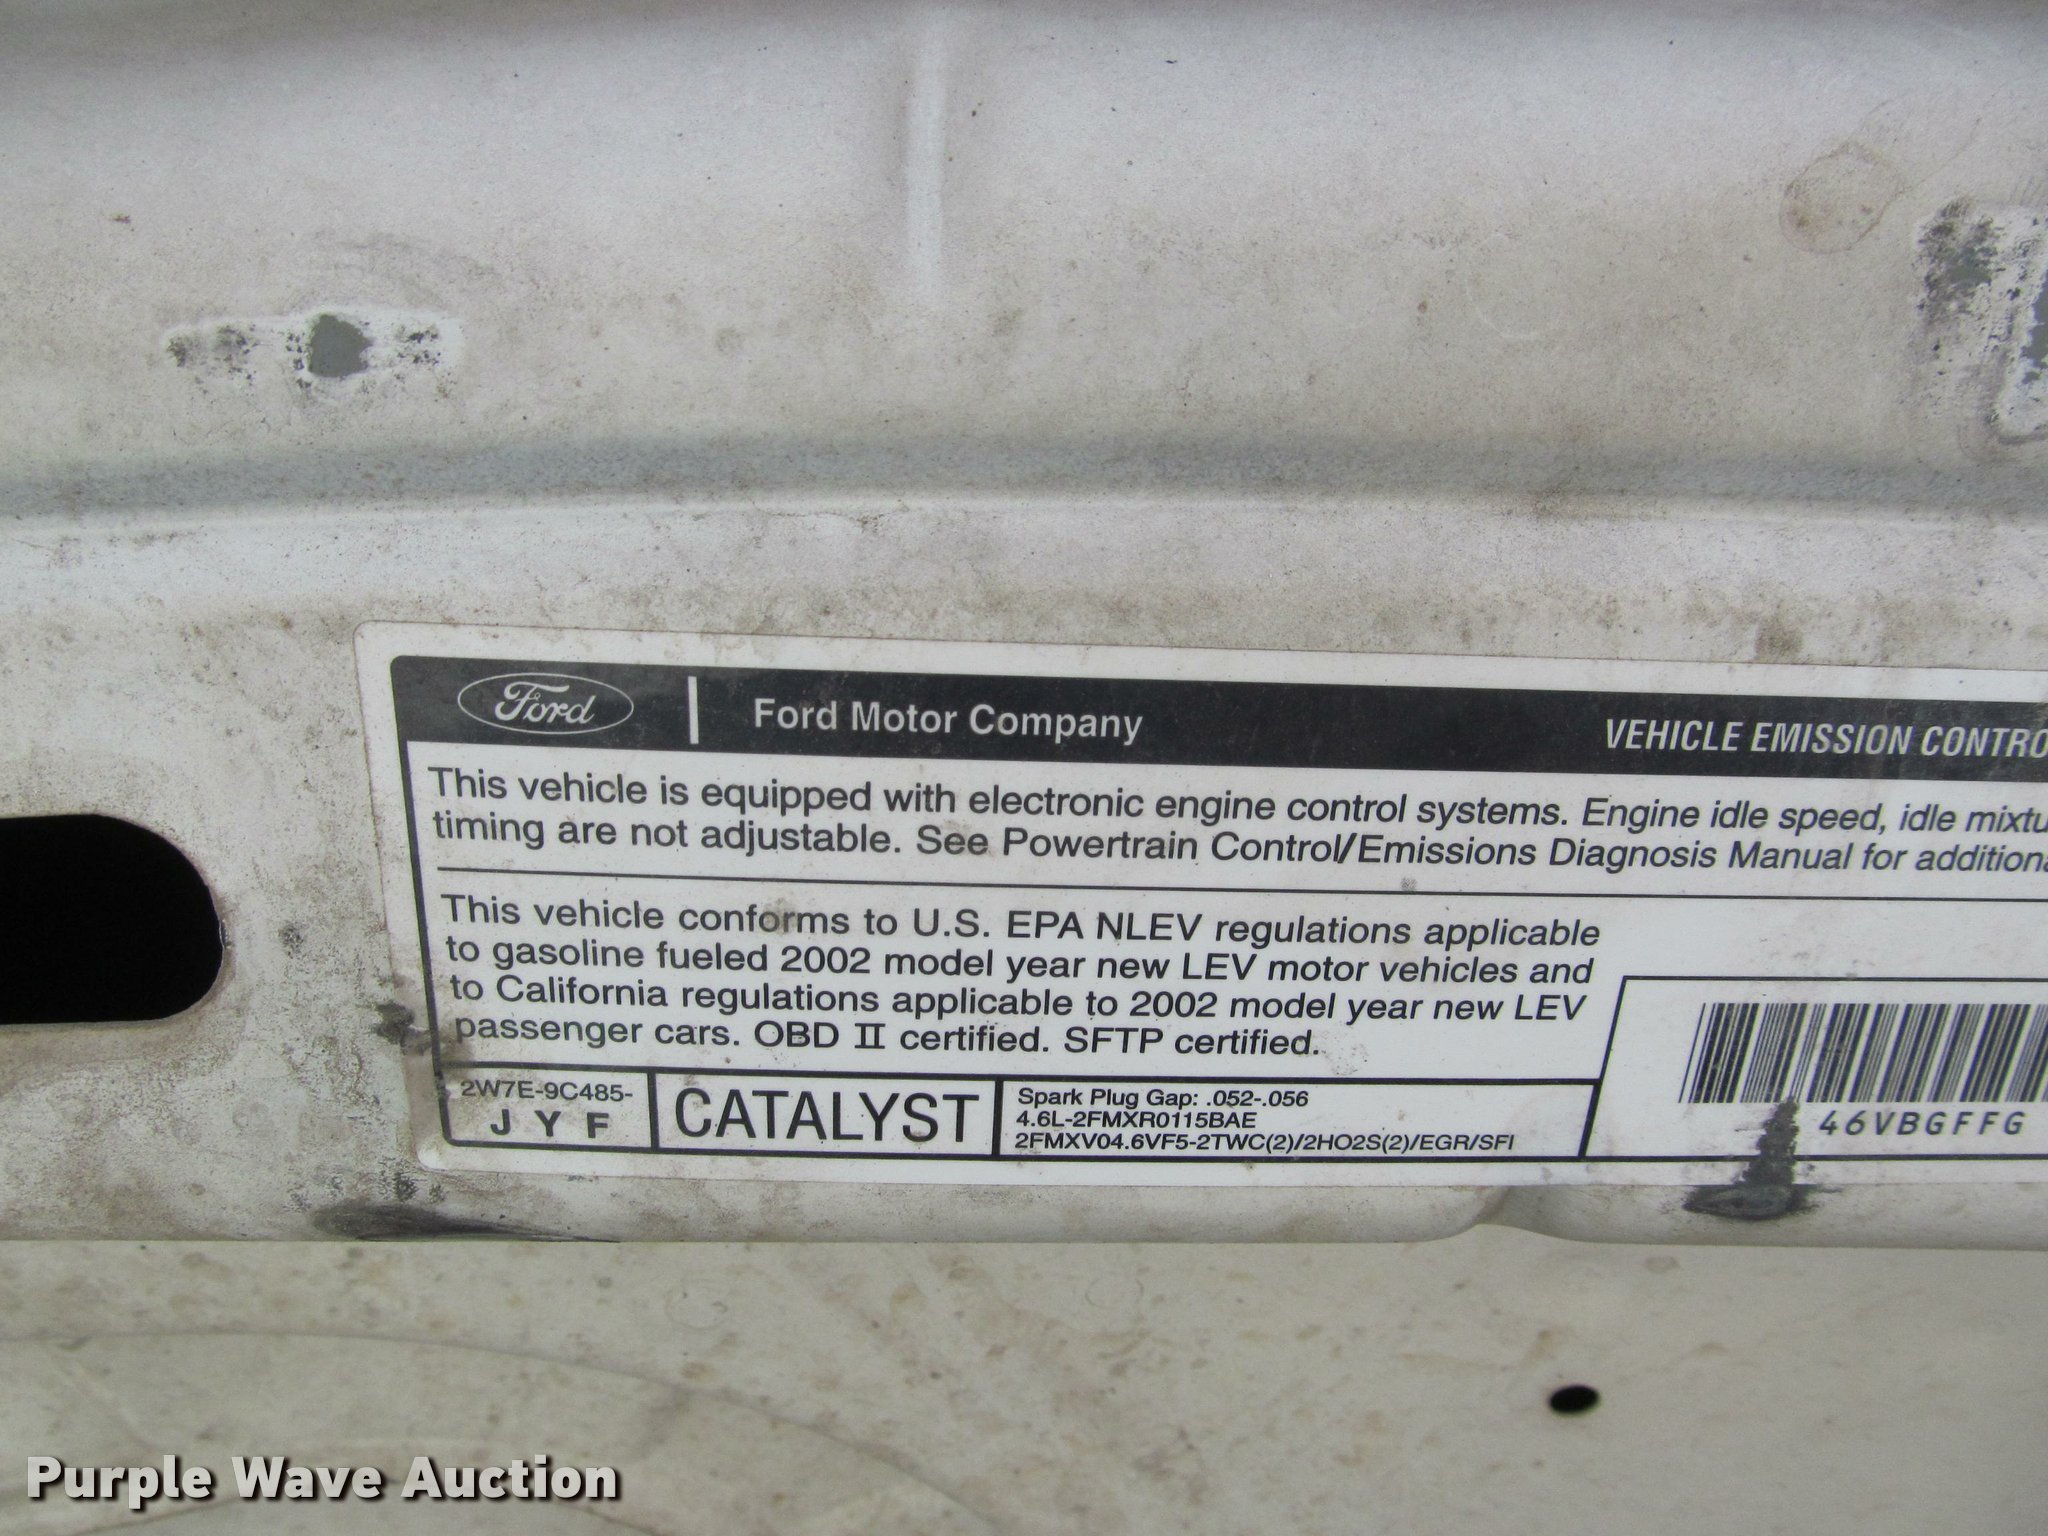 Ford
Ford Motor Company
VEHICLE EMISSION CONTRO
This vehicle is equipped with electronic engine control systems. Engine idle speed, idle mixtu
timing are not adjustable. See Powertrain Control/Emissions Diagnosis Manual for additiona
This vehicle conforms to U.S. EPA NLEV regulations applicable
to gasoline fueled 2002 model year new LEV motor vehicles and
to California regulations applicable to 2002 model year new LEV
passenger cars. OBD II certified. SFTP certified.
2W7E-9C485-
J Y F
CATALYST
Spark Plug Gap: .052-.056
4.6L-2FMXR0115BAE
2FMXV04.6VF5-2TWC(2)/2HO2S(2)/EGR/SFI
46VBGFFG
Purple Wave Auction